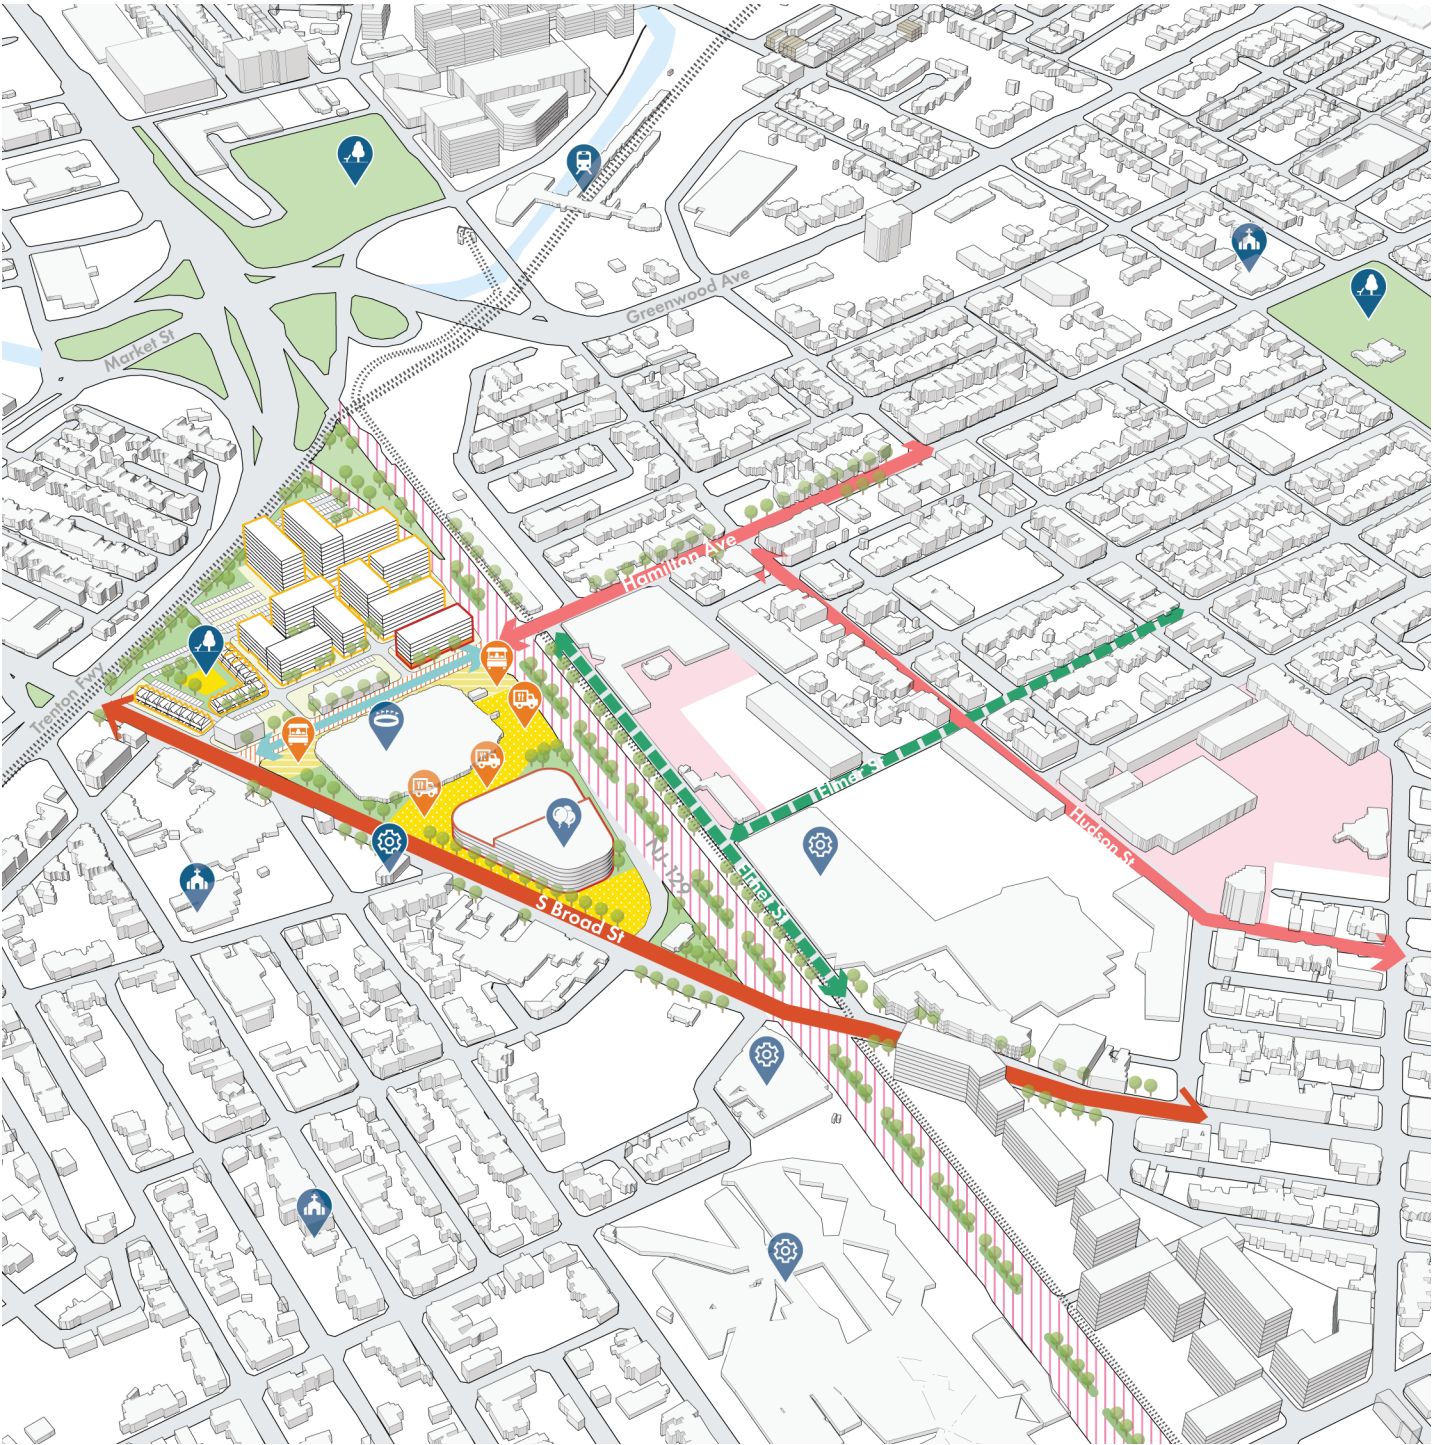 Greenwood Ave
Market St
Hamilton Ave
Trenton Fwy
Elmer St
Hudson St
NJ-129
Elmer St
S Broad St